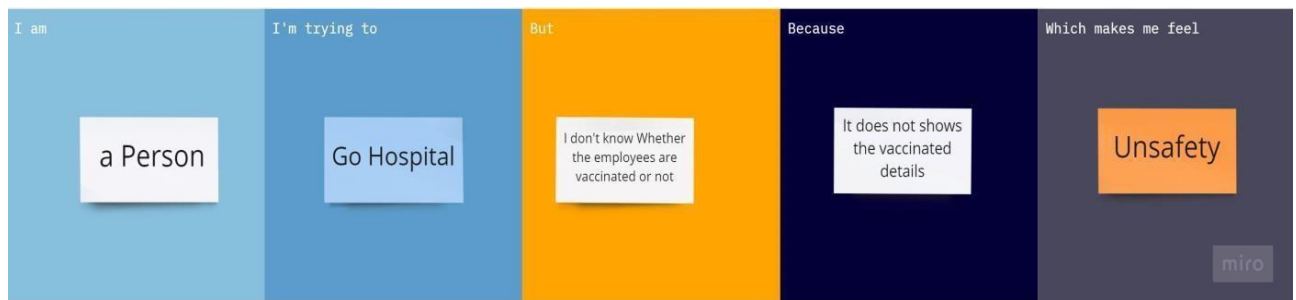 I am
a Person
I'm trying to
Go Hospital
But
I don't know Whether
the employees are
vaccinated or not
Because
It does not shows
the vaccinated
details
Which makes me feel
Unsafety
miro